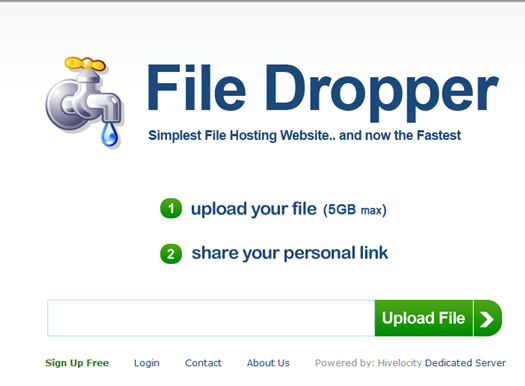 File Dropper
Simplest File Hosting Website.. and now the Fastest
1 upload your file (5GB max)
2 share your personal link
Upload File
Sign Up Free Login Contact About Us Powered by: Hivelocity Dedicated Server